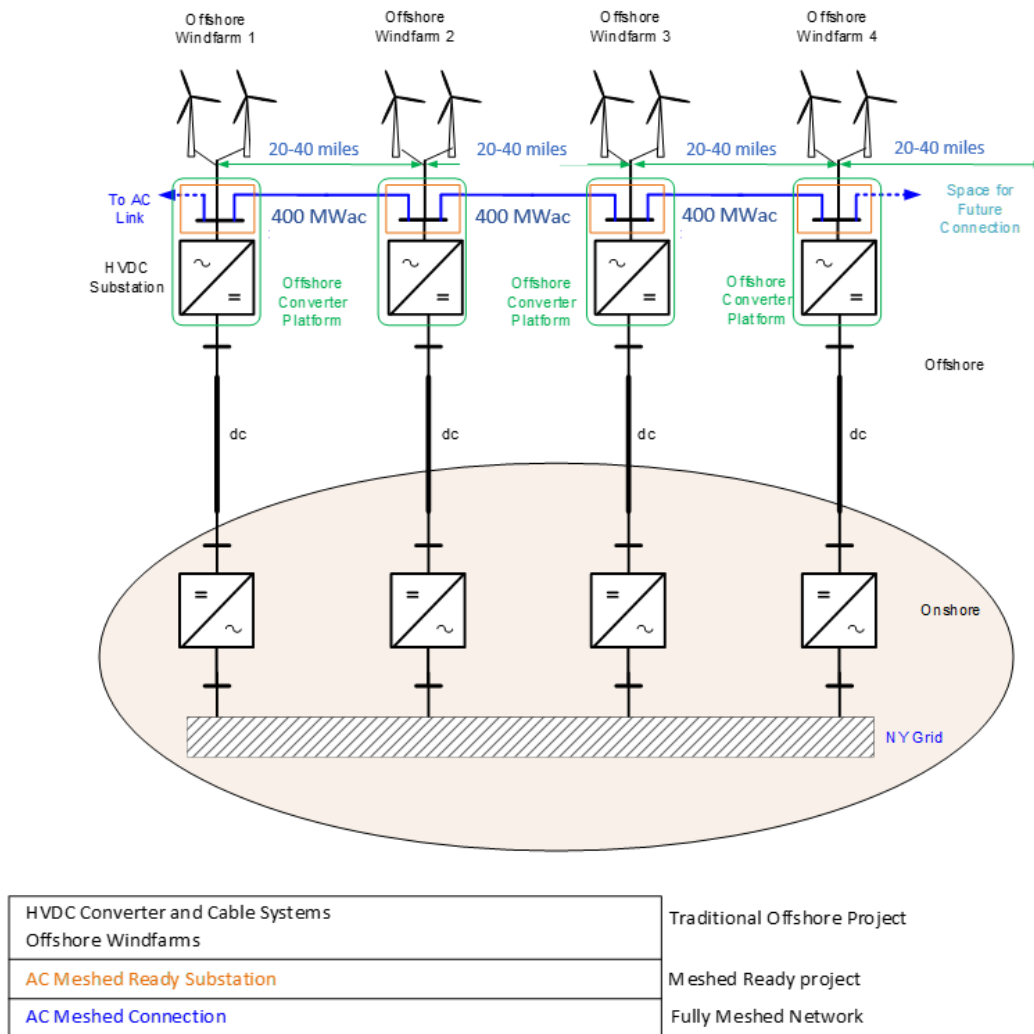 Offshore
Windfarm 1
Offshore
Windfarm 2
Offshore
Windfarm 3
Offshore
Windfarm 4
20-40 miles
20-40 miles
20-40 miles
20-40 miles
To AC
Link
400 MWac
400 MWac
400 MWac
Space for
Future
Connection
HVDC
Substation
Offshore
Converter
Platform
Offshore
Converter
Platform
Offshore
Converter
Platform
Offshore
dc
dc
dc
dc
Onshore
NY Grid
HVDC Converter and Cable Systems
Offshore Windfarms
Traditional Offshore Project
AC Meshed Ready Substation
Meshed Ready project
AC Meshed Connection
Fully Meshed Network